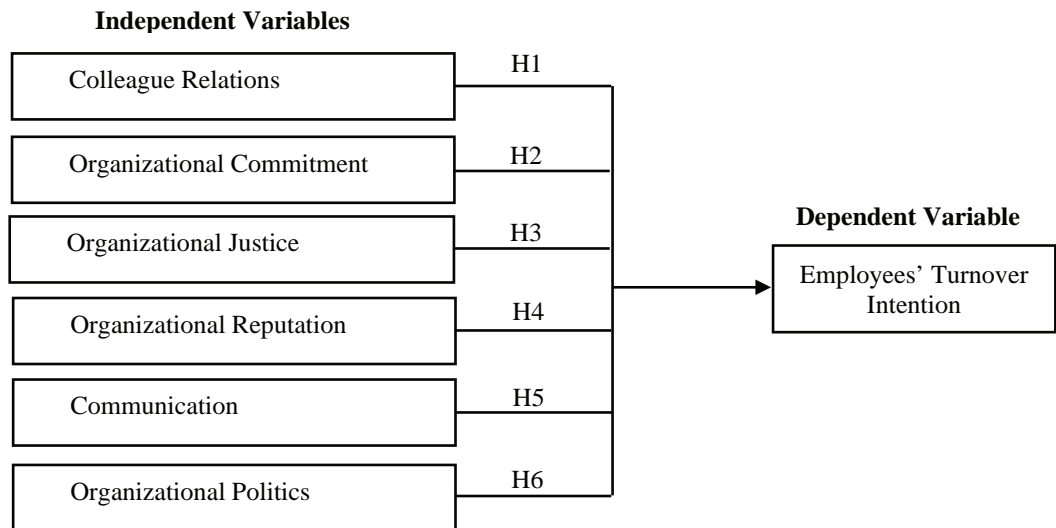 Independent Variables
Colleague Relations
H1
Organizational Commitment
H2
Organizational Justice
H3
Organizational Reputation
H4
Communication
H5
Organizational Politics
H6
Dependent Variable
Employees’ Turnover
Intention